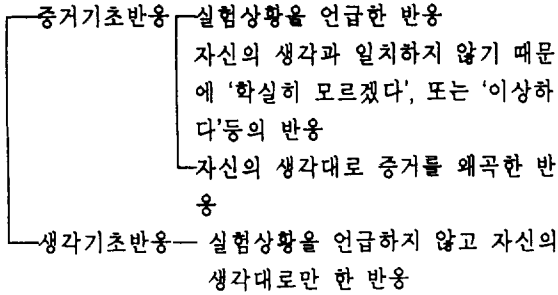 증거기초반응 실험상황을 언급한 반응
자신의 생각과 일치하지 않기 때문
에 '확실히 모르겠다', 또는 '이상하
다'등의 반응
자신의 생각대로 증거를 왜곡한 반
응
생각기초반응 실험상황을 언급하지 않고 자신의
생각대로만 한 반응